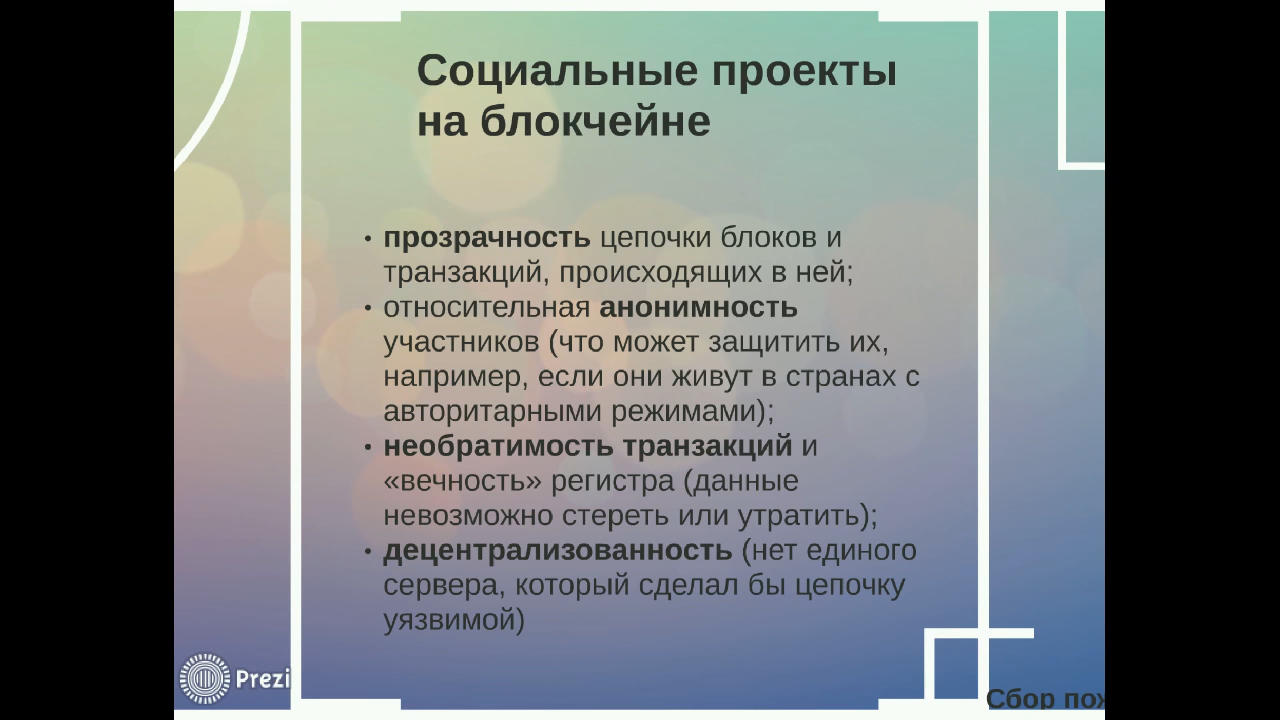 Социальные проекты
на блокчейне
• прозрачность цепочки блоков и
транзакций, происходящих в ней;
• относительная анонимность
участников (что может защитить их,
например, если они живут в странах с
авторитарными режимами);
• необратимость транзакций и
«вечность» регистра (данные
невозможно стереть или утратить);
• децентрализованность (нет единого
сервера, который сделал бы цепочку
уязвимой)
Prezi
Сбор